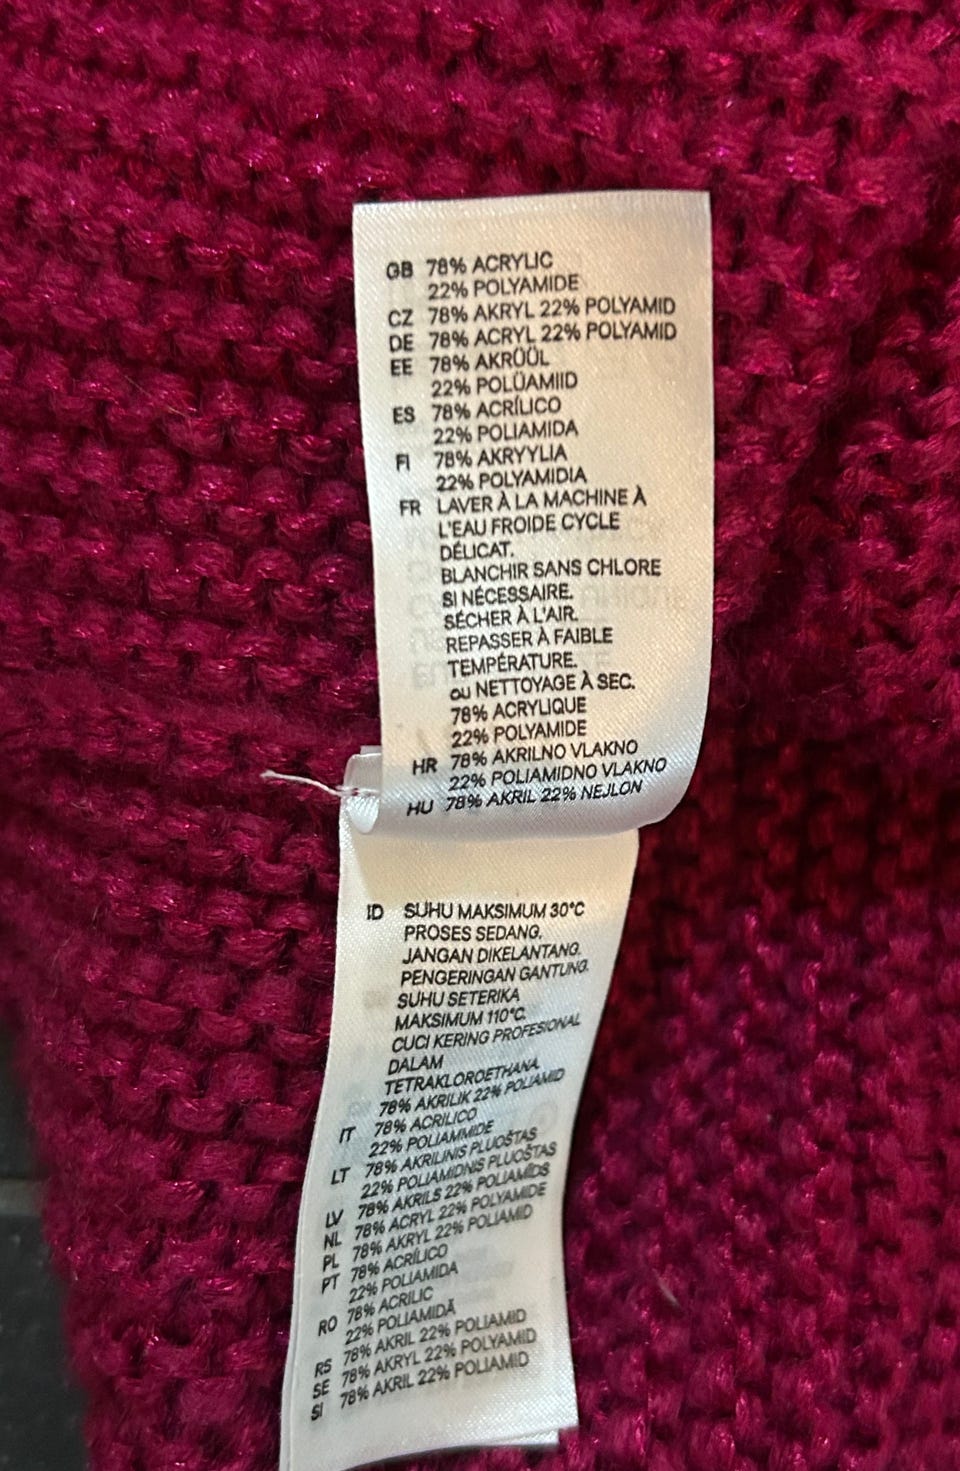 GB 78% ACRYLIC
22% POLYAMIDE
CZ 78% AKRYL 22% POLYAMID
DE 78% ACRYL 22% POLYAMID
EE 78% AKRÜÜL
22% POLÜAMIID
ES 78% ACRÍLICO
22% POLIAMIDA
FI 78% AKRYYLIA
22% POLYAMIDIA
FR LAVER À LA MACHINE À
L'EAU FROIDE CYCLE
DÉLICAT.
BLANCHIR SANS CHLORE
SI NÉCESSAIRE.
SÉCHER À L'AIR.
REPASSER À FAIBLE
TEMPÉRATURE.
ou NETTOYAGE À SEC.
78% ACRYLIQUE
22% POLYAMIDE
HR 78% AKRILNO VLAKNO
22% POLIAMIDNO VLAKNO
HU 78% AKRIL 22% NEJLON
ID SUHU MAKSIMUM 30°C
PROSES SEDANG.
JANGAN DIKELANTANG.
PENGERINGAN GANTUNG.
SUHU SETERIKA
MAKSIMUM 110°C.
CUCI KERING PROFESIONAL
DALAM
TETRAKLOROETHANA.
78% AKRILIK 22% POLIAMID
IT 78% ACRILICO
22% POLIAMMIDE
LT 78% AKRILINIS PLUOŠTAS
22% POLIAMIDNIS PLUOŠTAS
LV 78% AKRILS 22% POLIAMĪDS
NL 78% ACRYL 22% POLYAMIDE
PL 78% AKRYL 22% POLIAMID
PT 78% ACRÍLICO
22% POLIAMIDA
RO 78% ACRILIC
22% POLIAMIDĂ
RS 78% AKRIL 22% POLIAMID
SE 78% AKRYL 22% POLYAMID
SI 78% AKRIL 22% POLIAMID